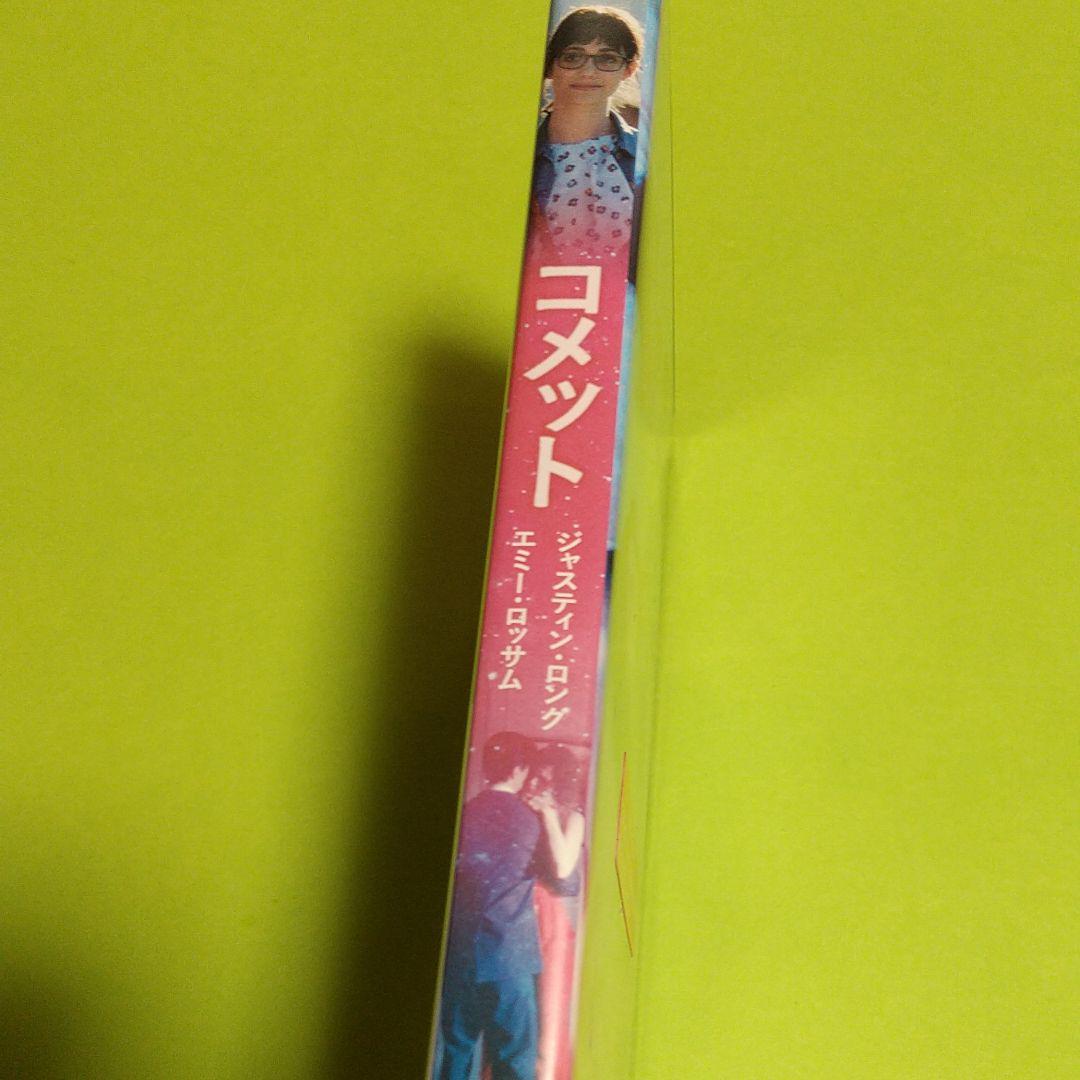 コメット
ジャスティン・ロング
エミー・ロッサム